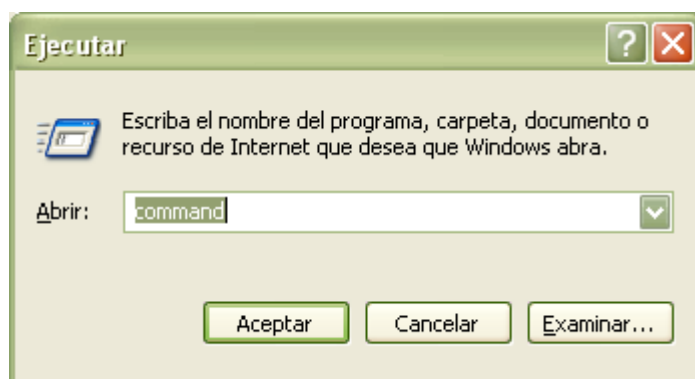 Ejecutar
Escriba el nombre del programa, carpeta, documento o
recurso de Internet que desea que Windows abra.
Abrir: command
Aceptar Cancelar Examinar...